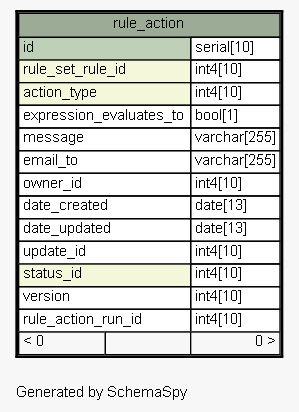 rule_action
id serial[10]
rule_set_rule_id int4[10]
action_type int4[10]
expression_evaluates_to bool[1]
message varchar[255]
email_to varchar[255]
owner_id int4[10]
date_created date[13]
date_updated date[13]
update_id int4[10]
status_id int4[10]
version int4[10]
rule_action_run_id int4[10]
< 0 0 >
Generated by SchemaSpy